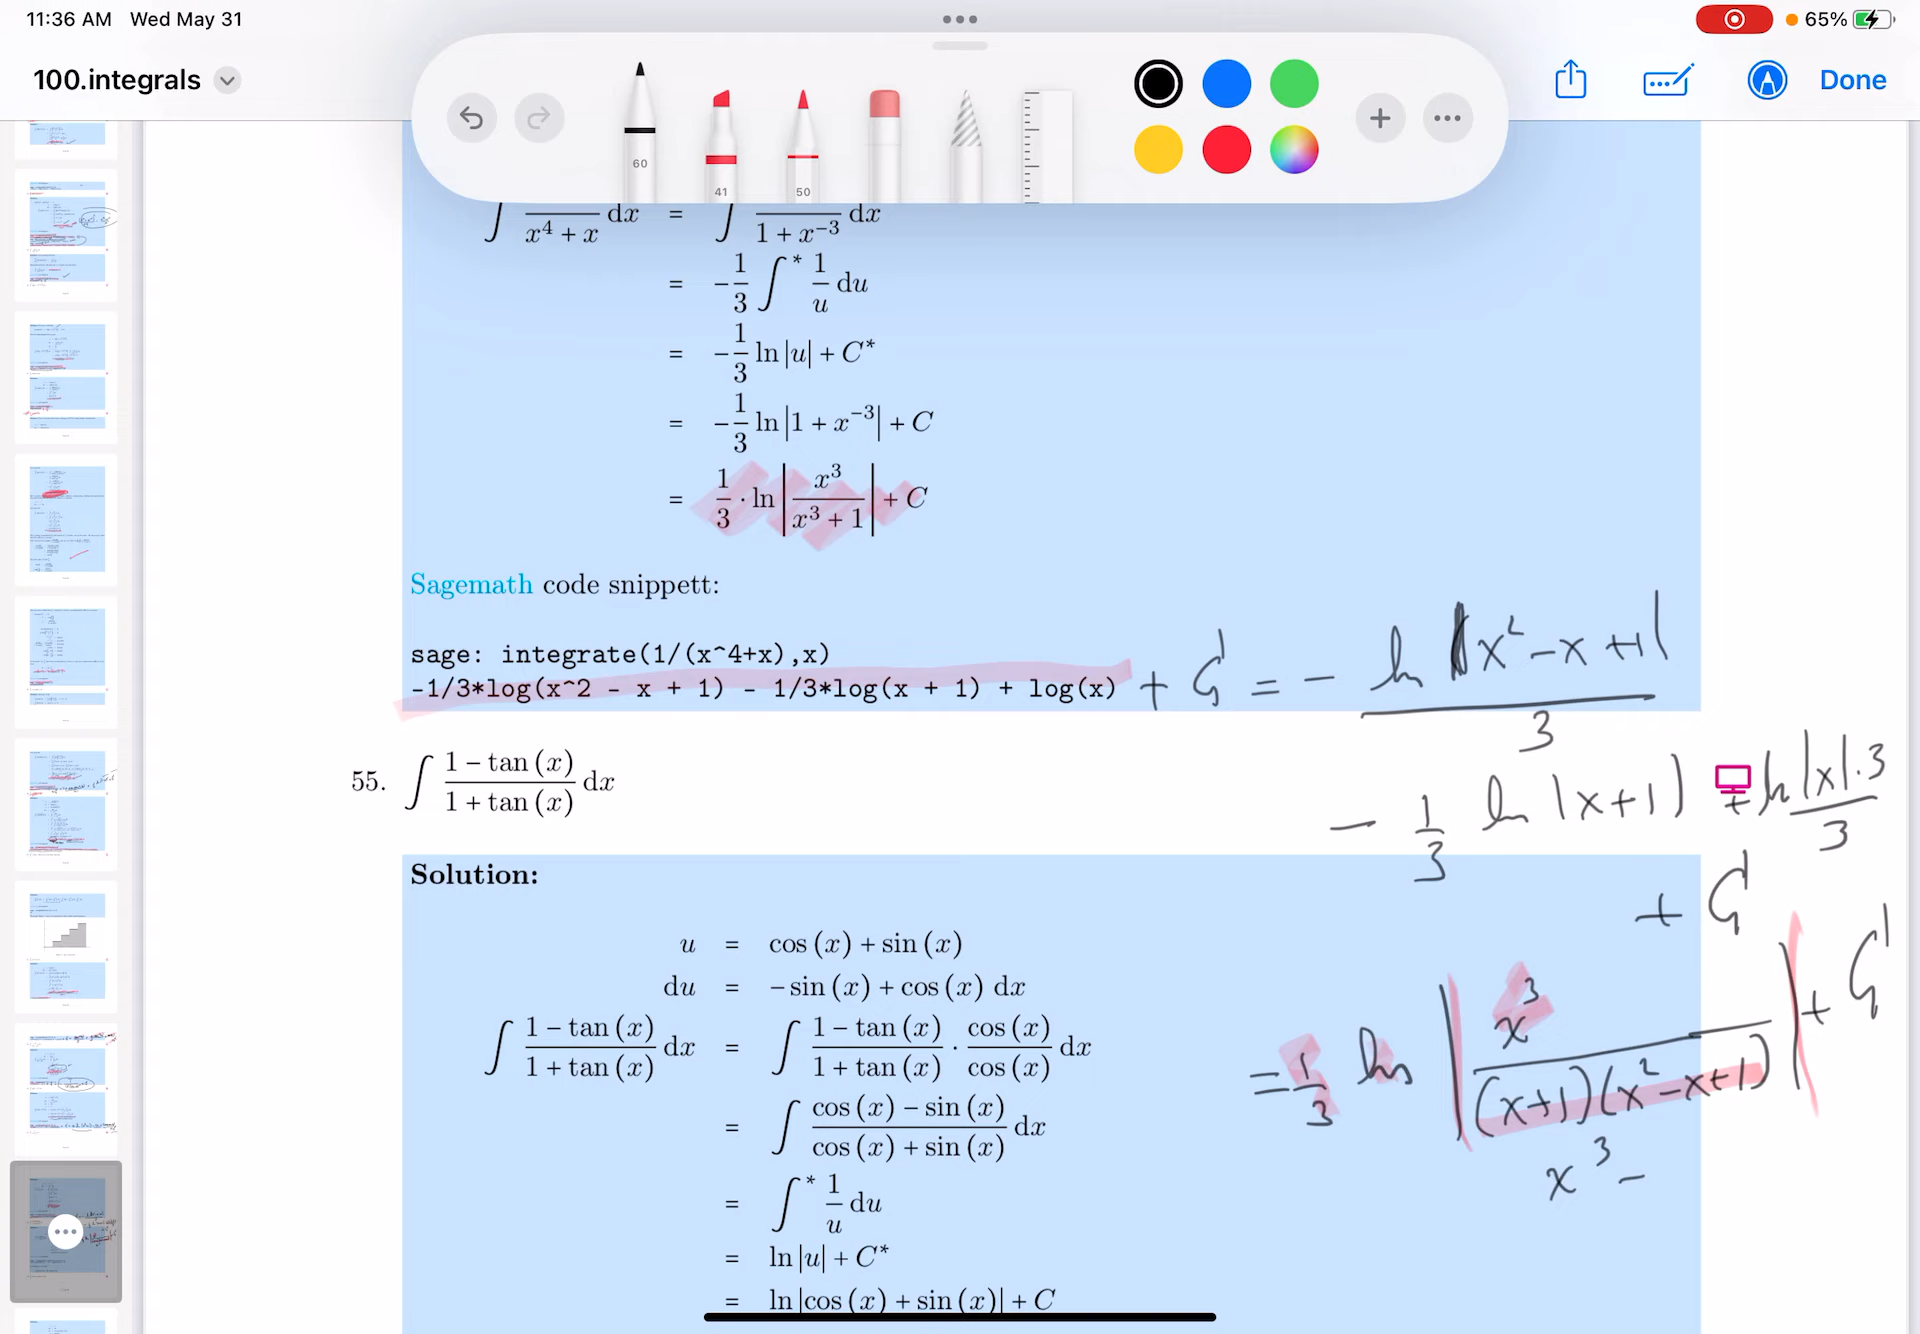 11:36 AM Wed May 31
65%
100.integrals
Done
60
41
50
∫ 1/(x⁴ + x) dx = ∫ /(1 + x⁻³) dx
= −1/3 ∫* 1/u du
= −1/3 ln|u| + C*
= −1/3 ln|1 + x⁻³| + C
= 1/3 · ln|x³/(x³ + 1)| + C
Sagemath code snippett:
sage: integrate(1/(x^4+x),x)
-1/3*log(x^2 - x + 1) - 1/3*log(x + 1) + log(x) + C = − ln|x² − x + 1|/3
− 1/3 ln|x+1| + ln|x|·3/3
+ C
= 1/3 ln|x³/((x+1)(x²−x+1))| + C
x³ −
55. ∫ (1 − tan (x))/(1 + tan (x)) dx
Solution:
u = cos (x) + sin (x)
du = − sin (x) + cos (x) dx
∫ (1 − tan (x))/(1 + tan (x)) dx = ∫ (1 − tan (x))/(1 + tan (x)) · cos (x)/cos (x) dx
= ∫ (cos (x) − sin (x))/(cos (x) + sin (x)) dx
= ∫* 1/u du
= ln|u| + C*
= ln|cos (x) + sin (x)| + C